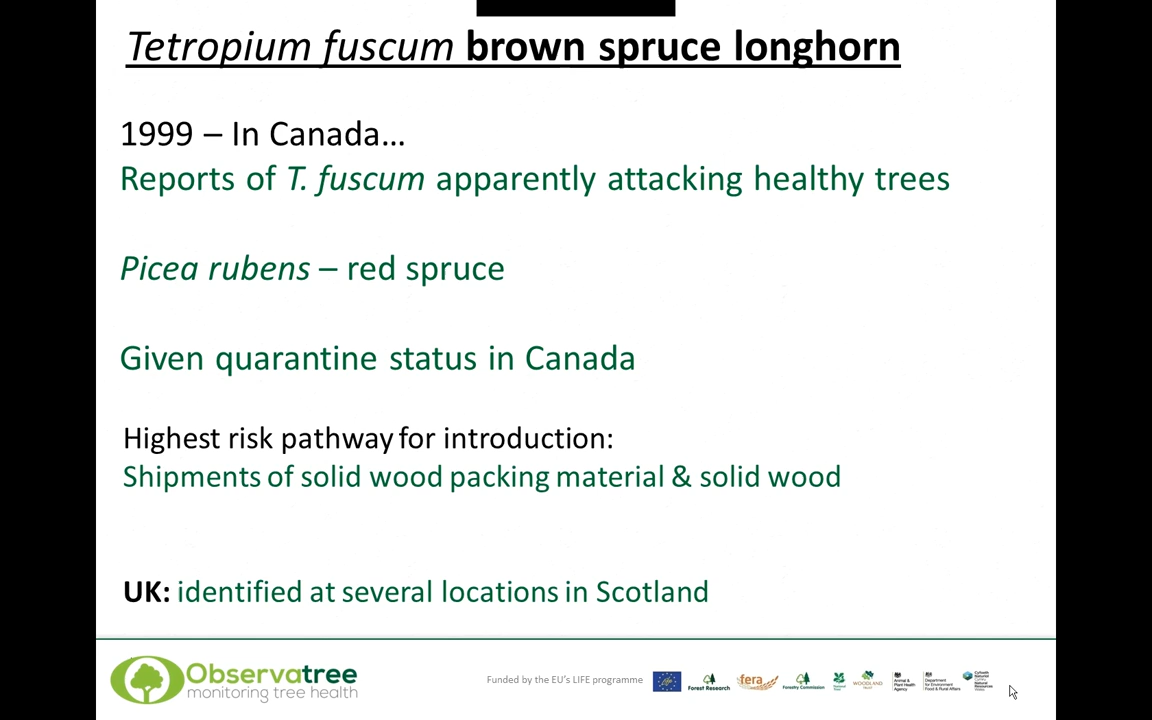 Tetropium fuscum brown spruce longhorn
1999 – In Canada...
Reports of T. fuscum apparently attacking healthy trees
Picea rubens – red spruce
Given quarantine status in Canada
Highest risk pathway for introduction:
Shipments of solid wood packing material & solid wood
UK: identified at several locations in Scotland
Observatree
monitoring tree health
Funded by the EU's LIFE programme
Forest Research
fera
Forestry Commission
Animal &
Plant Health
Agency
Department
for Environment
Food & Rural Affairs
WOODLAND
TRUST